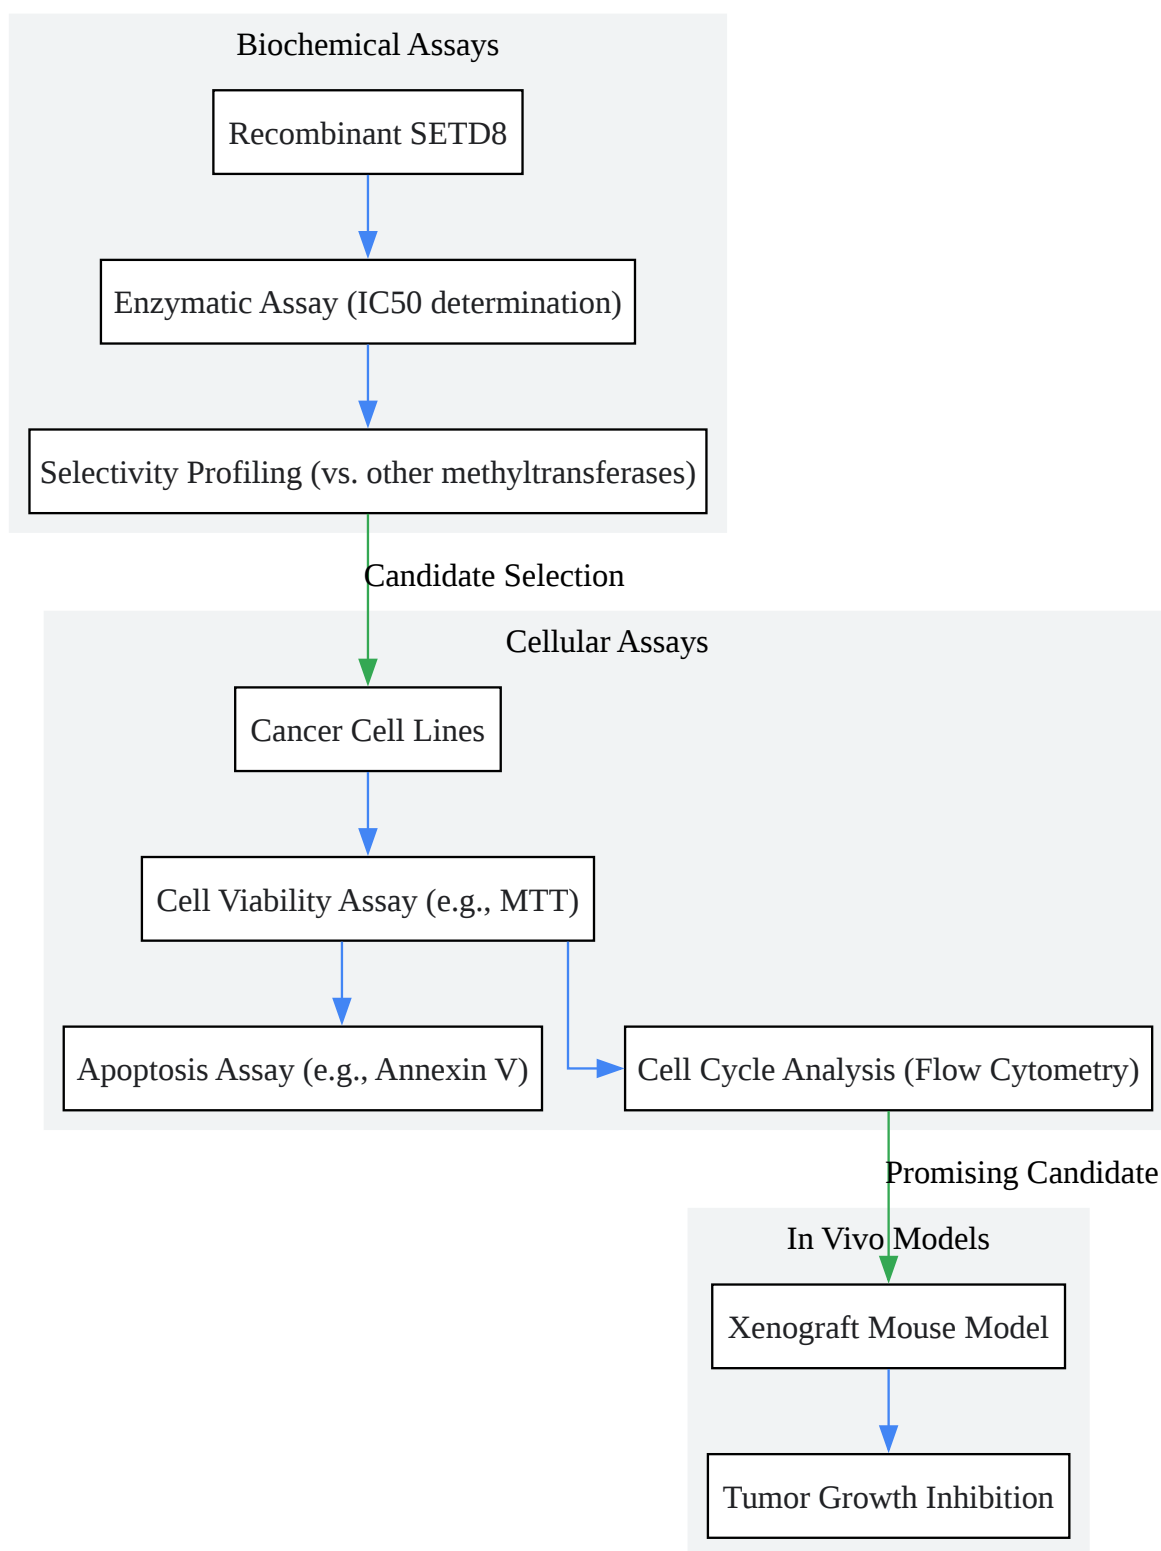 Biochemical Assays
Recombinant SETD8
Enzymatic Assay (IC50 determination)
Selectivity Profiling (vs. other methyltransferases)
Candidate Selection
Cellular Assays
Cancer Cell Lines
Cell Viability Assay (e.g., MTT)
Apoptosis Assay (e.g., Annexin V)
Cell Cycle Analysis (Flow Cytometry)
Promising Candidate
In Vivo Models
Xenograft Mouse Model
Tumor Growth Inhibition